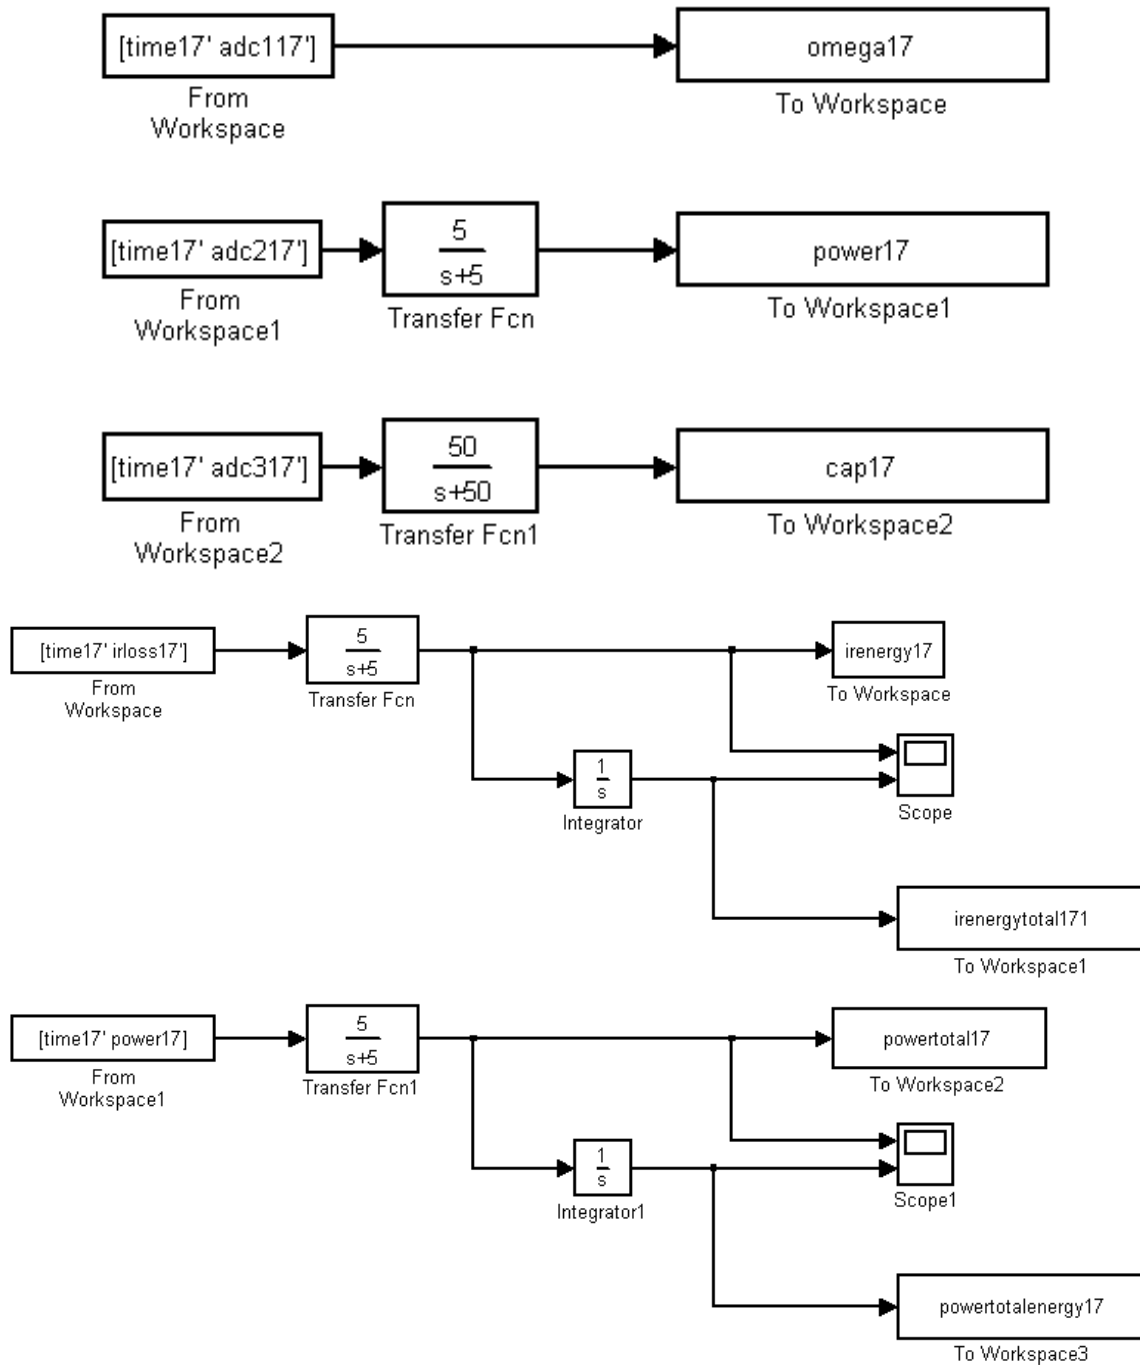 [time17' adc117']
omega17
From
Workspace
To Workspace
[time17' adc217']
5
s+5
power17
From
Workspace1
Transfer Fcn
To Workspace1
[time17' adc317']
50
s+50
cap17
From
Workspace2
Transfer Fcn1
To Workspace2
[time17' irloss17']
5
s+5
irenergy17
From
Workspace
Transfer Fcn
To Workspace
1
s
Integrator
Scope
irenergytotal171
To Workspace1
[time17' power17]
5
s+5
powertotal17
From
Workspace1
Transfer Fcn1
To Workspace2
1
s
Integrator1
Scope1
powertotalenergy17
To Workspace3